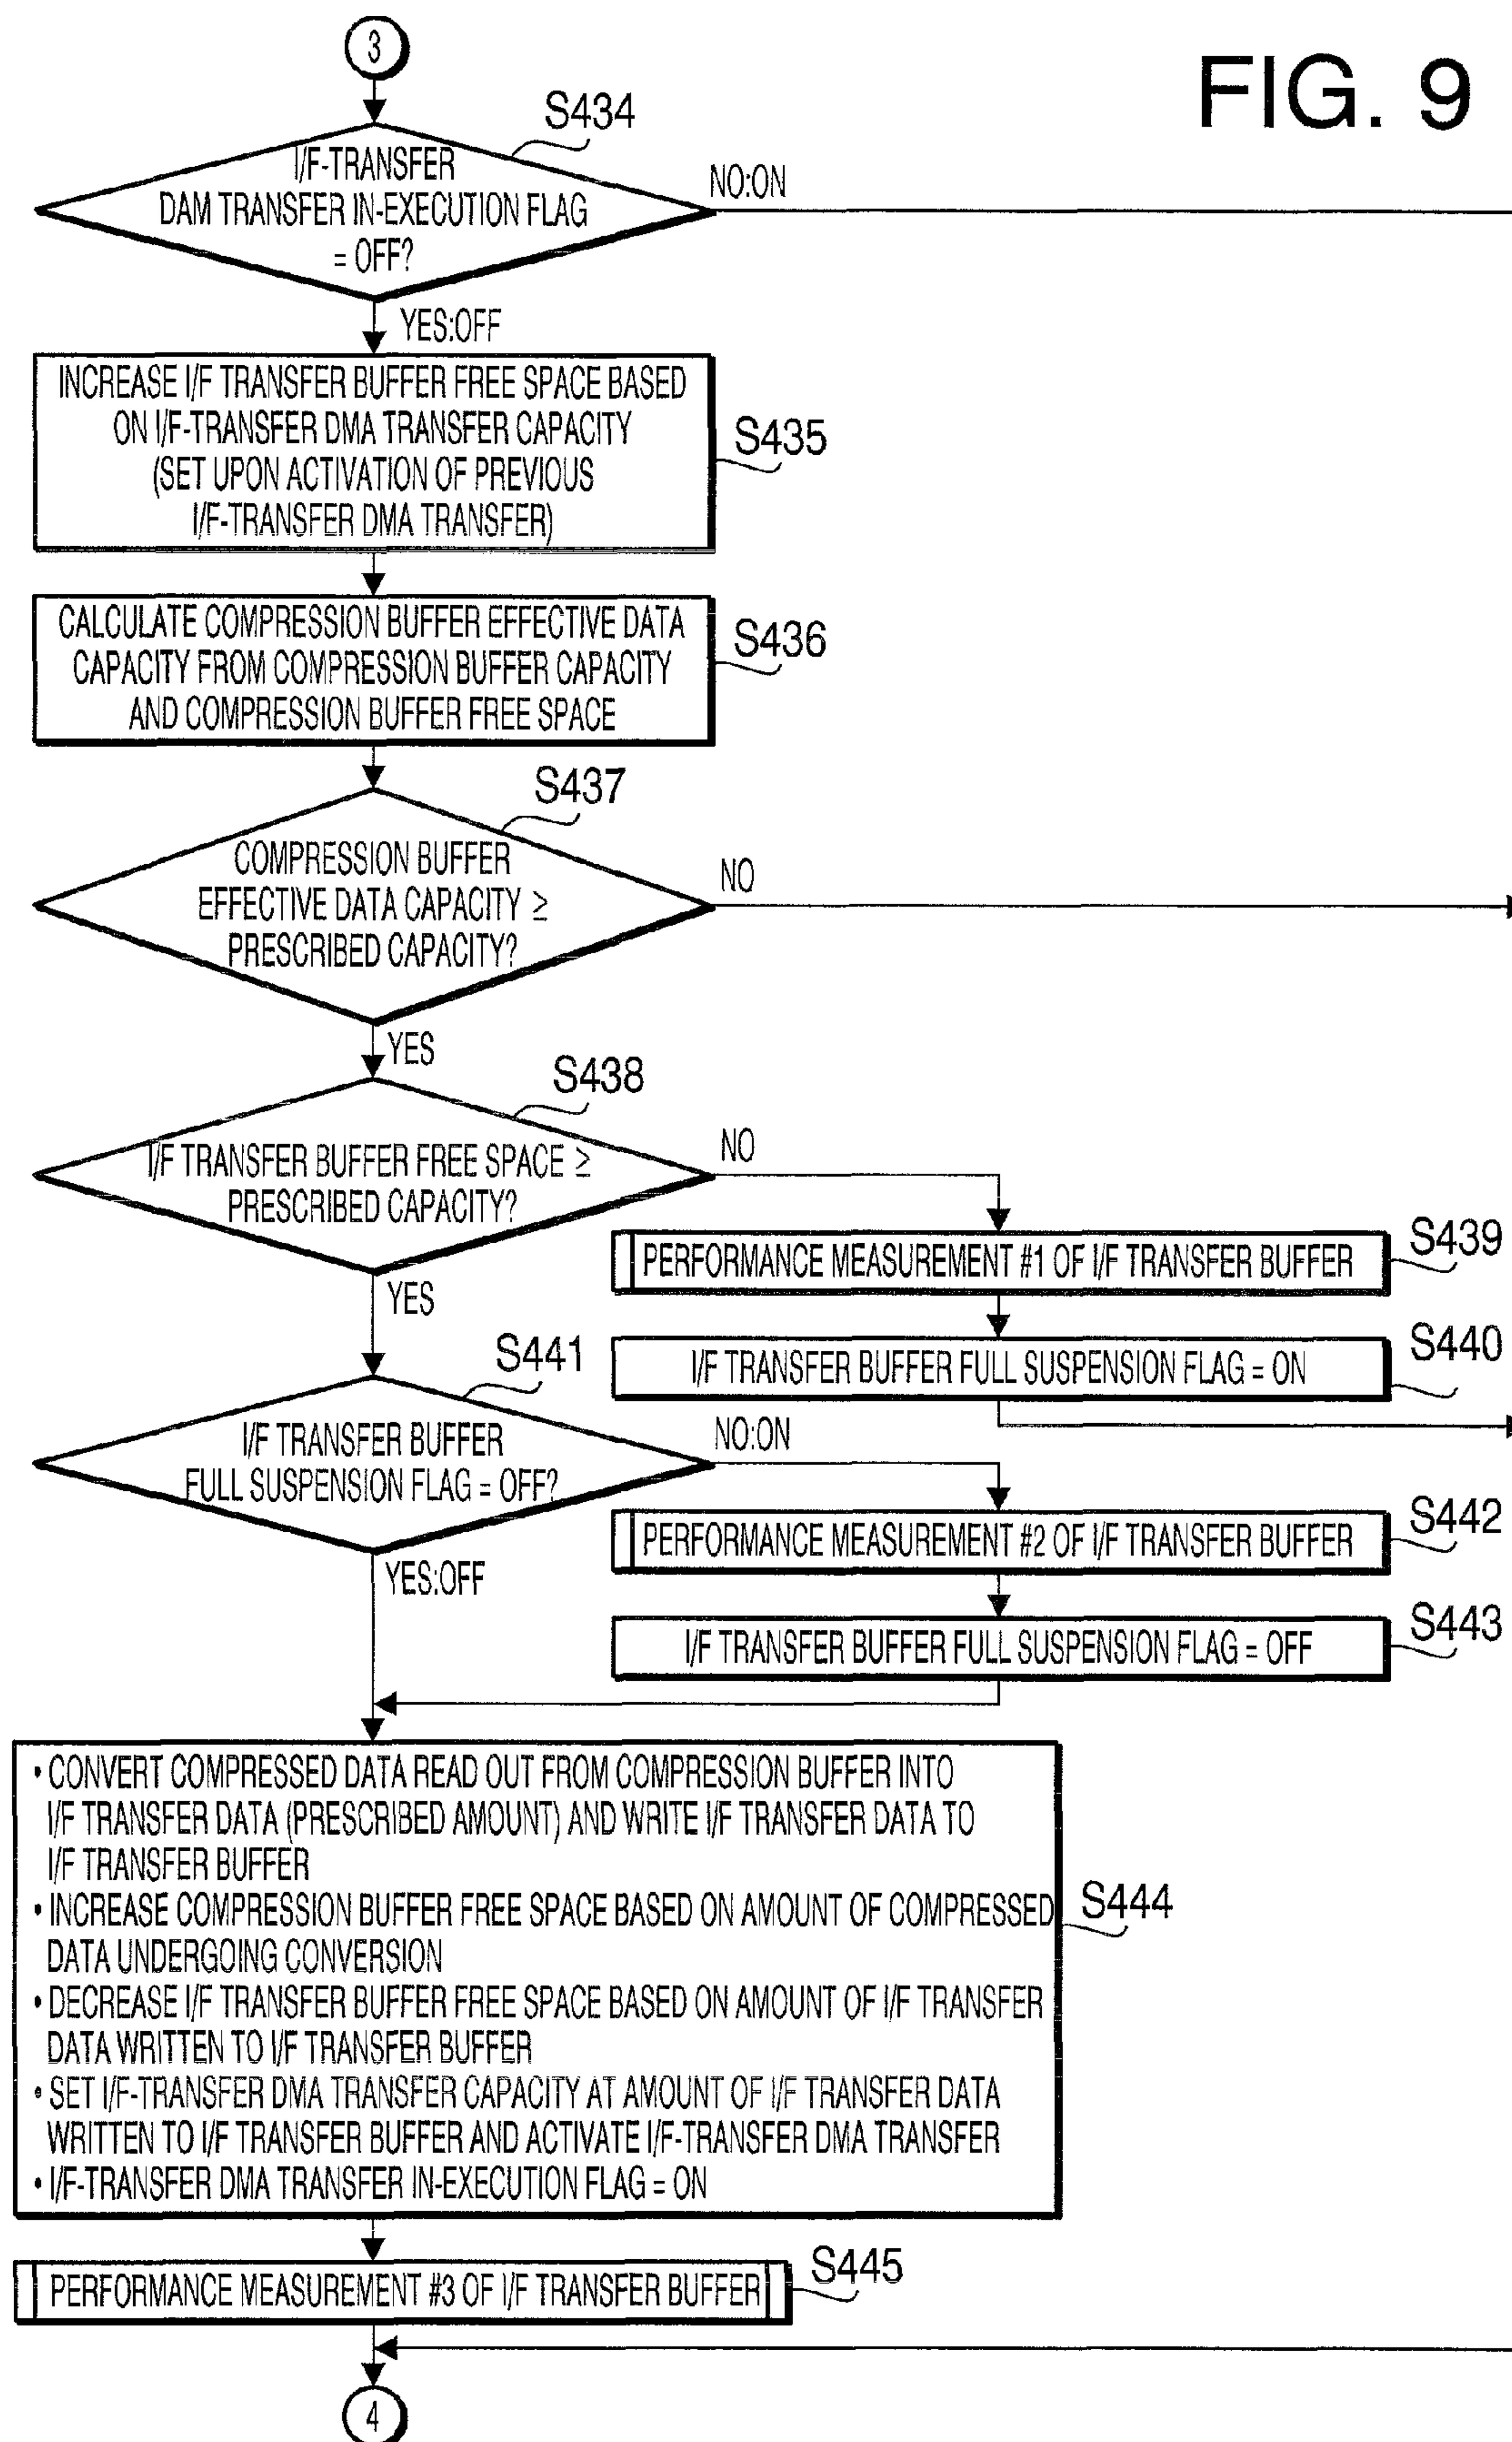 3
FIG. 9
S434
I/F-TRANSFER
DAM TRANSFER IN-EXECUTION FLAG
= OFF?
NO:ON
YES:OFF
INCREASE I/F TRANSFER BUFFER FREE SPACE BASED
ON I/F-TRANSFER DMA TRANSFER CAPACITY
(SET UPON ACTIVATION OF PREVIOUS
I/F-TRANSFER DMA TRANSFER)
S435
CALCULATE COMPRESSION BUFFER EFFECTIVE DATA
CAPACITY FROM COMPRESSION BUFFER CAPACITY
AND COMPRESSION BUFFER FREE SPACE
S436
S437
COMPRESSION BUFFER
EFFECTIVE DATA CAPACITY ≥
PRESCRIBED CAPACITY?
NO
YES
S438
I/F TRANSFER BUFFER FREE SPACE ≥
PRESCRIBED CAPACITY?
NO
YES
PERFORMANCE MEASUREMENT #1 OF I/F TRANSFER BUFFER
S439
I/F TRANSFER BUFFER FULL SUSPENSION FLAG = ON
S440
S441
I/F TRANSFER BUFFER
FULL SUSPENSION FLAG = OFF?
NO:ON
YES:OFF
PERFORMANCE MEASUREMENT #2 OF I/F TRANSFER BUFFER
S442
I/F TRANSFER BUFFER FULL SUSPENSION FLAG = OFF
S443
• CONVERT COMPRESSED DATA READ OUT FROM COMPRESSION BUFFER INTO
I/F TRANSFER DATA (PRESCRIBED AMOUNT) AND WRITE I/F TRANSFER DATA TO
I/F TRANSFER BUFFER
• INCREASE COMPRESSION BUFFER FREE SPACE BASED ON AMOUNT OF COMPRESSED
DATA UNDERGOING CONVERSION
• DECREASE I/F TRANSFER BUFFER FREE SPACE BASED ON AMOUNT OF I/F TRANSFER
DATA WRITTEN TO I/F TRANSFER BUFFER
• SET I/F-TRANSFER DMA TRANSFER CAPACITY AT AMOUNT OF I/F TRANSFER DATA
WRITTEN TO I/F TRANSFER BUFFER AND ACTIVATE I/F-TRANSFER DMA TRANSFER
• I/F-TRANSFER DMA TRANSFER IN-EXECUTION FLAG = ON
S444
PERFORMANCE MEASUREMENT #3 OF I/F TRANSFER BUFFER
S445
4